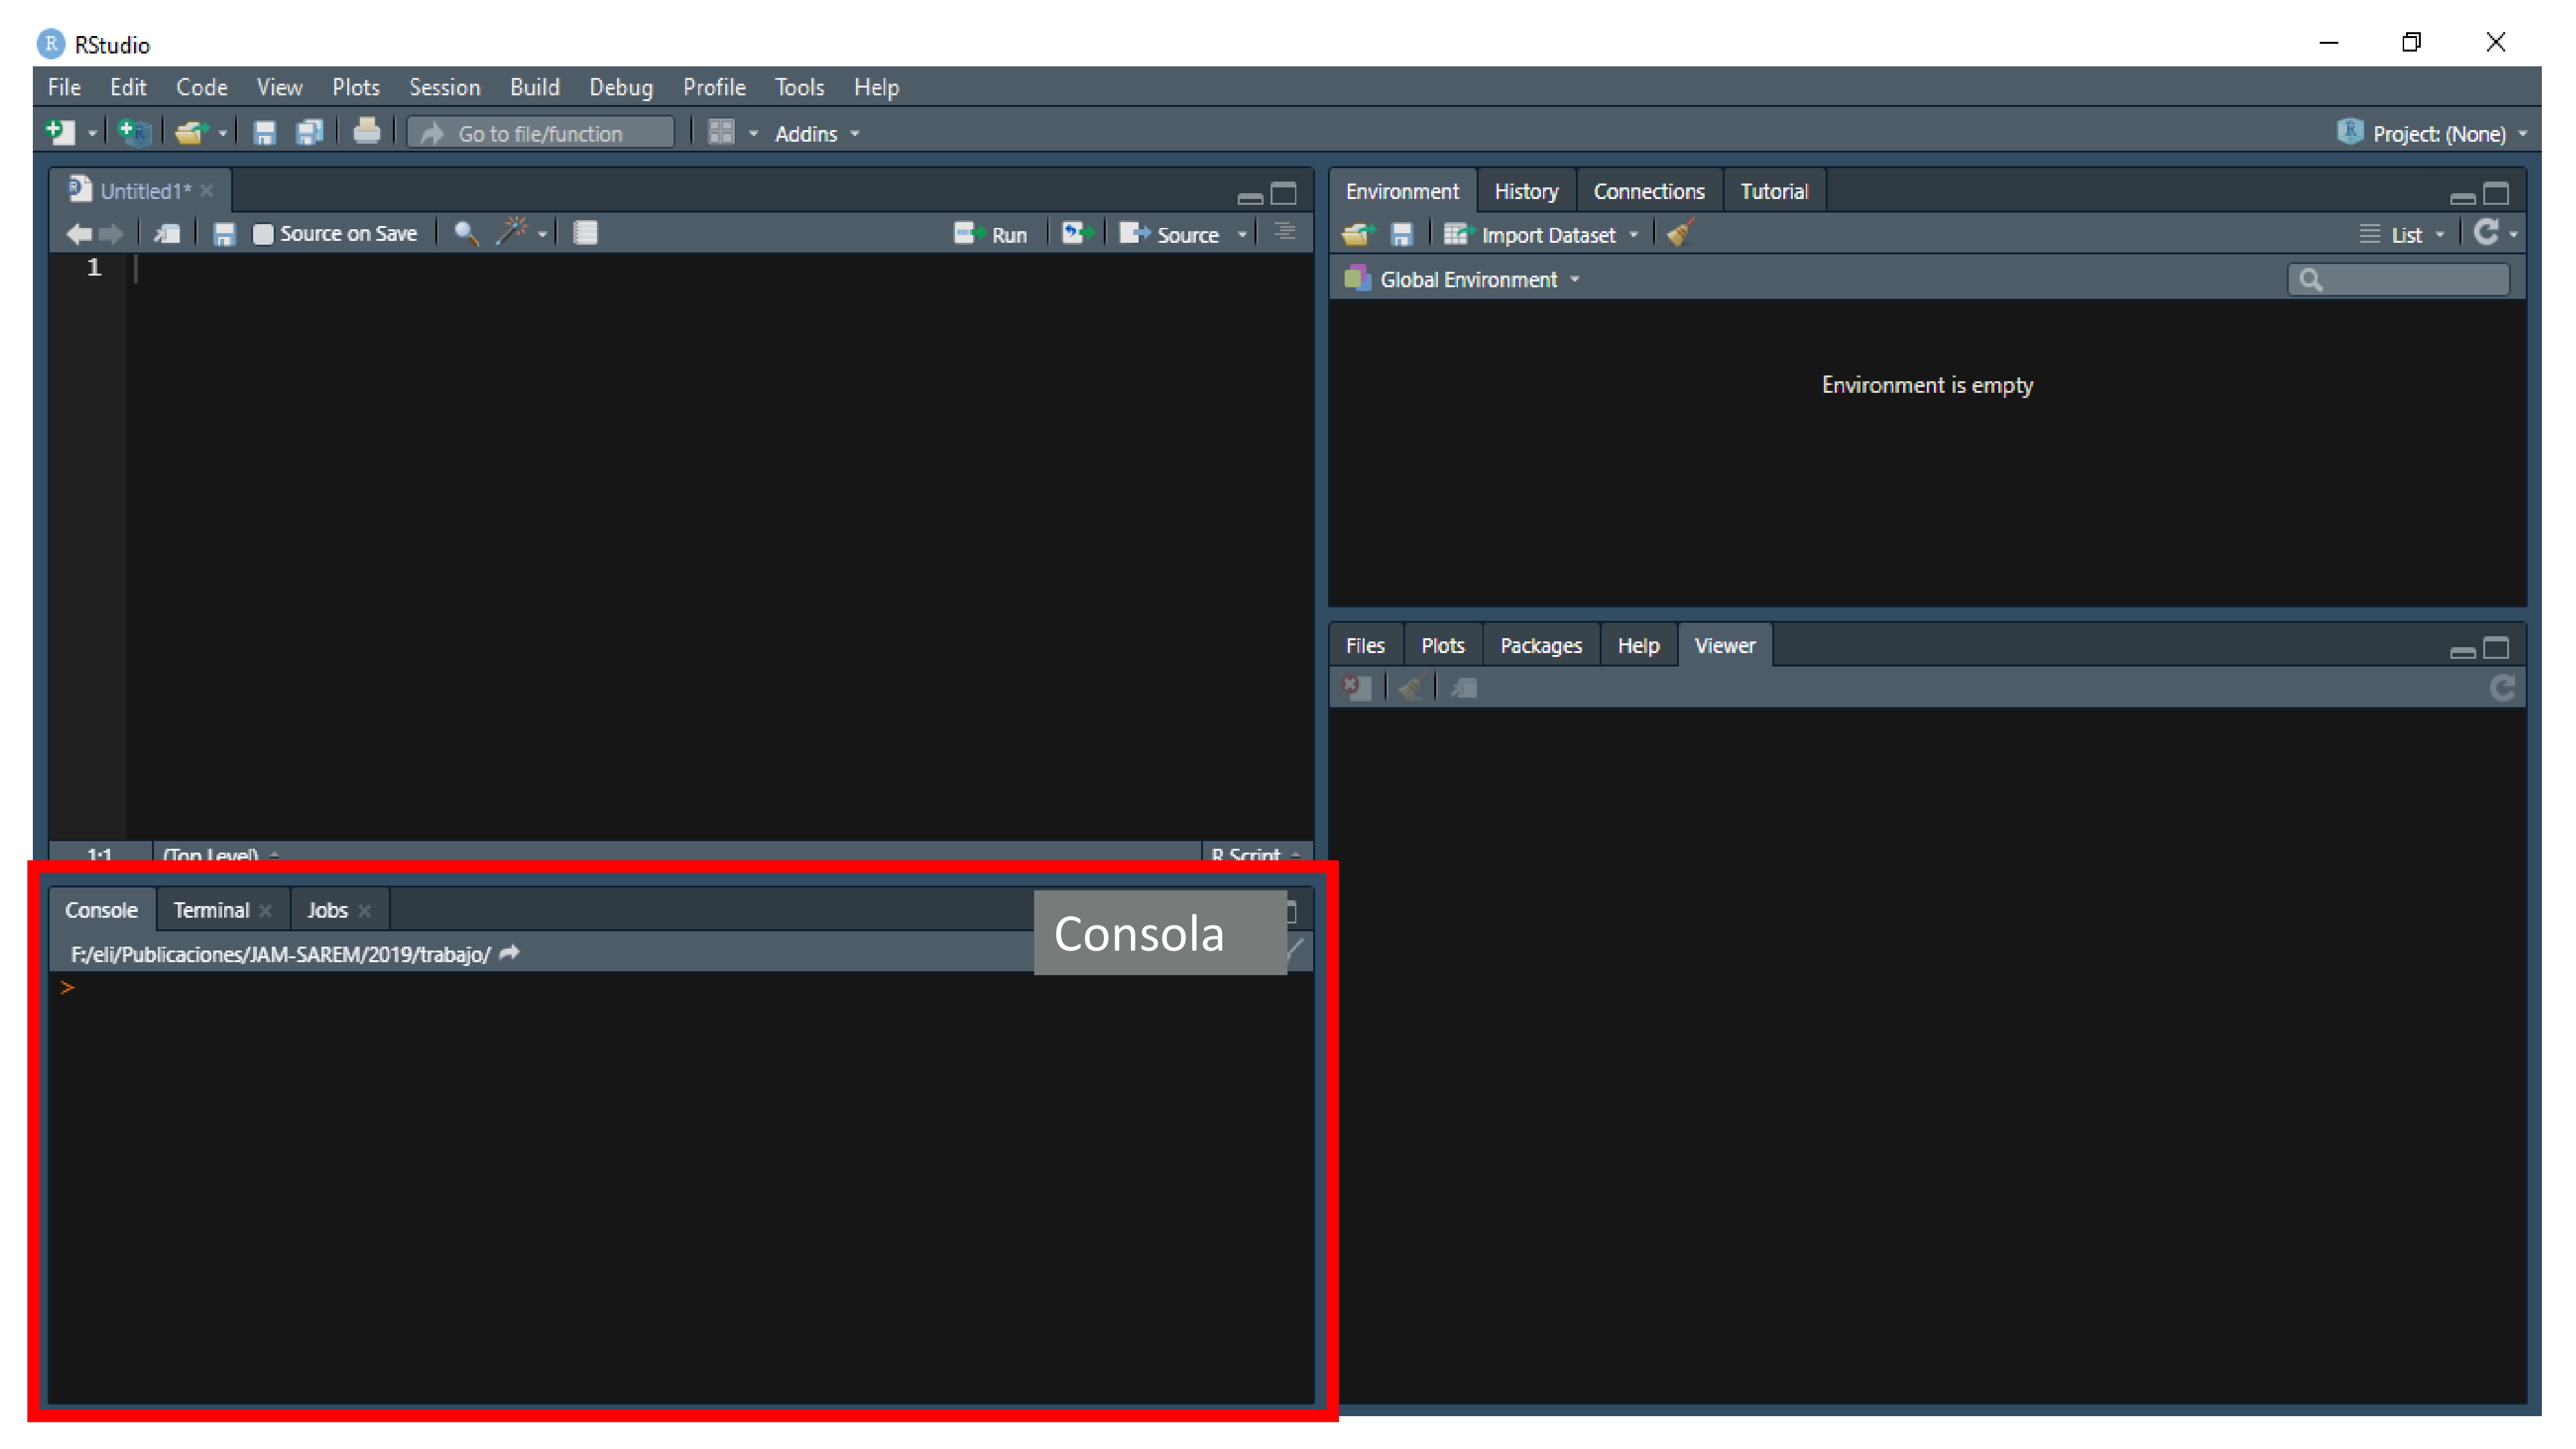 RStudio
File Edit Code View Plots Session Build Debug Profile Tools Help
Go to file/function Addins Project: (None)
Untitled1*
Source on Save Run Source
1
1:1 (Top Level) R Script
Console Terminal Jobs
Consola
F:/eli/Publicaciones/JAM-SAREM/2019/trabajo/
>
Environment History Connections Tutorial
Import Dataset List
Global Environment
Environment is empty
Files Plots Packages Help Viewer